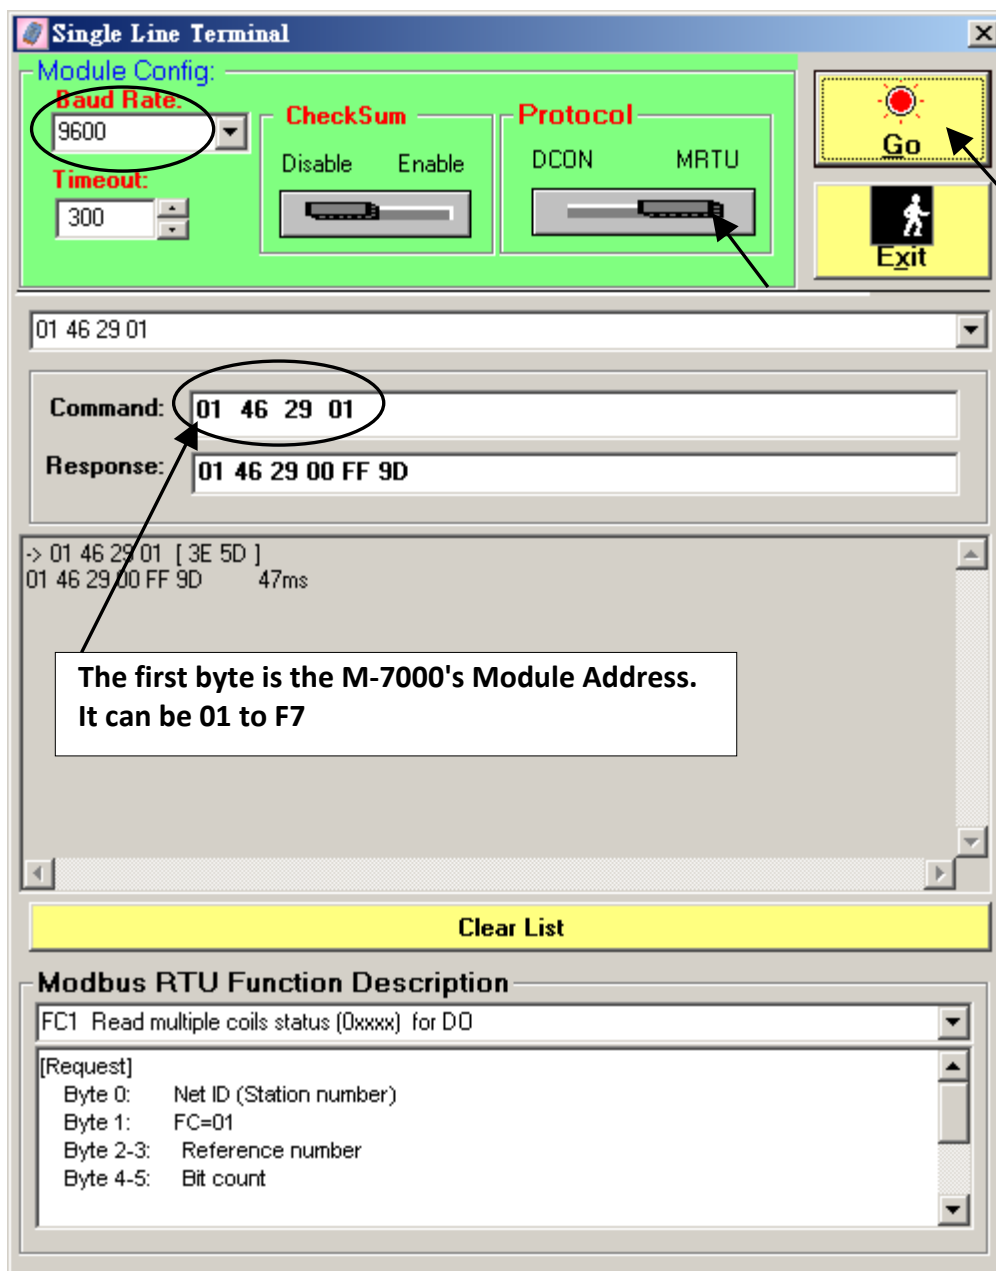 Single Line Terminal
Module Config:
Baud Rate:
9600
Timeout:
300
CheckSum
Disable Enable
Protocol
DCON MRTU
Go
Exit
01 46 29 01
Command: 01 46 29 01
Response: 01 46 29 00 FF 9D
-> 01 46 29 01 [ 3E 5D ]
01 46 29 00 FF 9D 47ms
The first byte is the M-7000's Module Address.
It can be 01 to F7
Clear List
Modbus RTU Function Description
FC1 Read multiple coils status (0xxxx) for DO
[Request]
Byte 0: Net ID (Station number)
Byte 1: FC=01
Byte 2-3: Reference number
Byte 4-5: Bit count